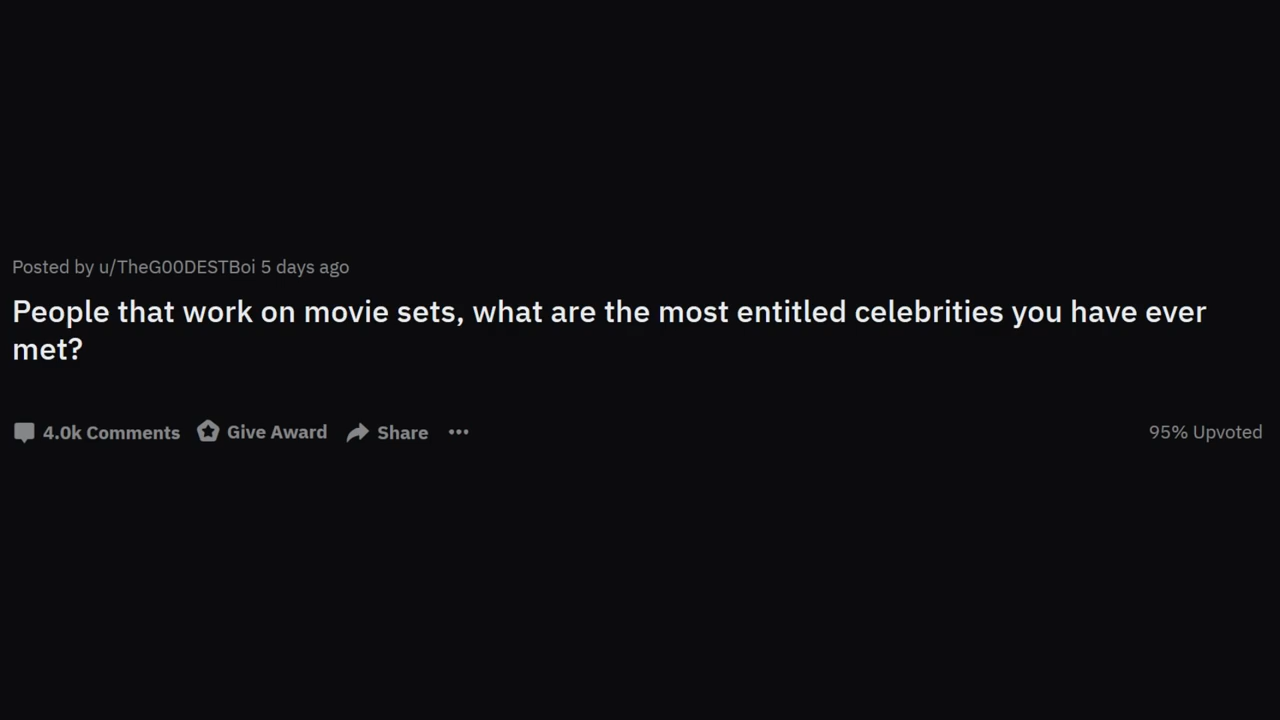 Posted by u/TheG00DESTBoi 5 days ago
People that work on movie sets, what are the most entitled celebrities you have ever
met?
4.0k Comments Give Award Share ••• 95% Upvoted